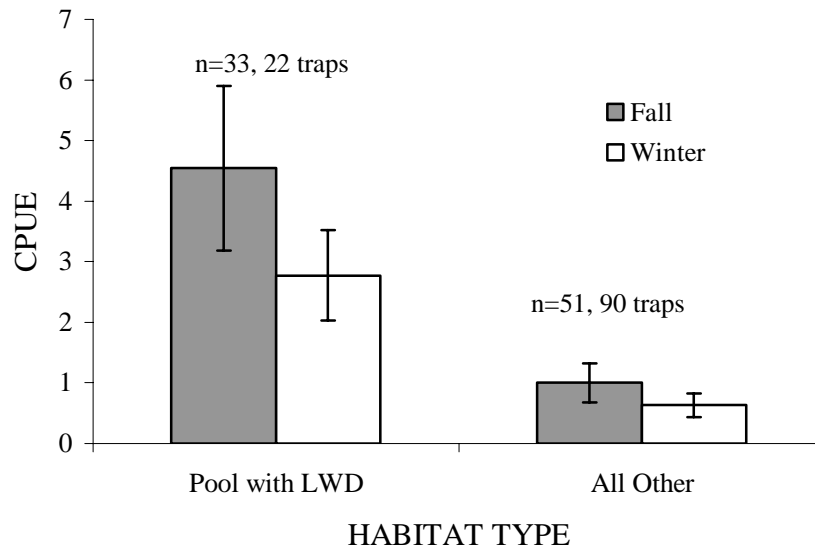 7
n=33, 22 traps
6
Fall
5
Winter
4
CPUE
3
n=51, 90 traps
2
1
0
Pool with LWD
All Other
HABITAT TYPE